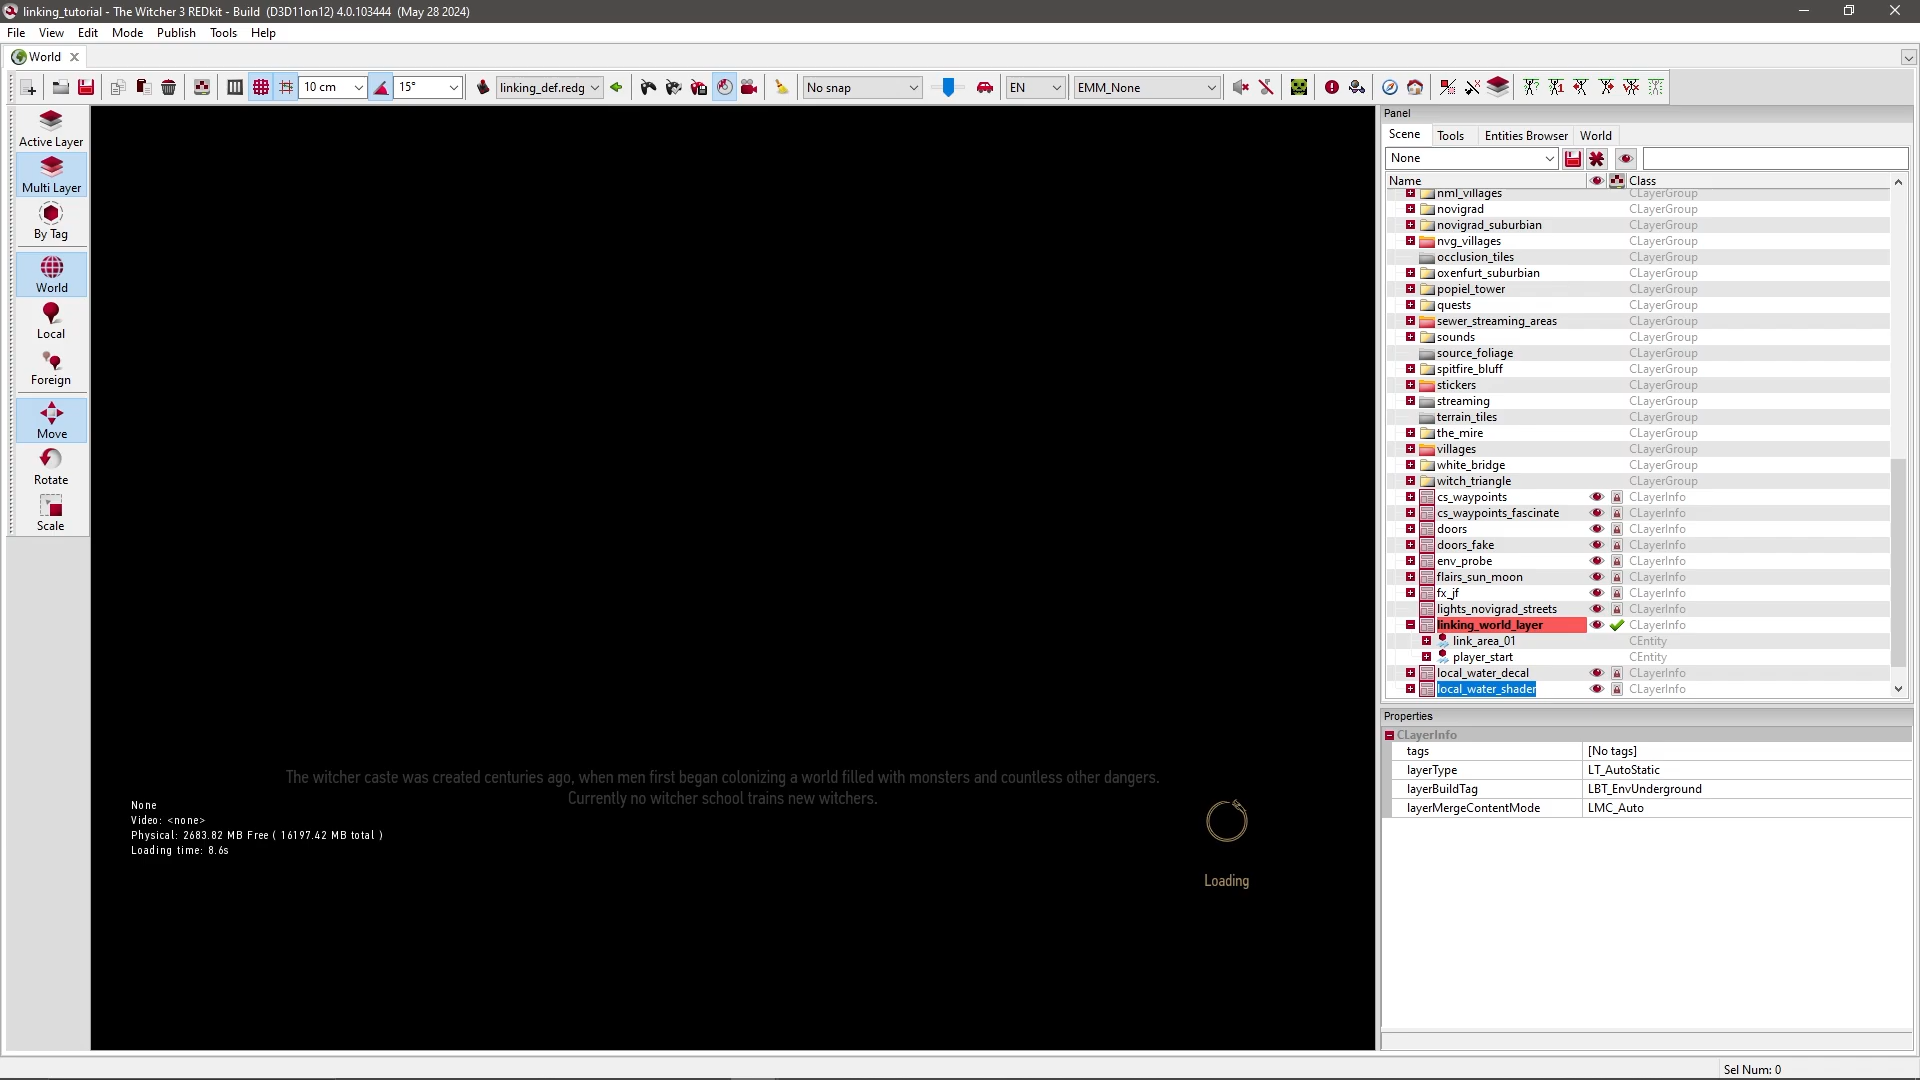 linking_tutorial - The Witcher 3 REDkit - Build (D3D11on12) 4.0.103444 (May 28 2024)
File View Edit Mode Publish Tools Help
World
10 cm 15° linking_def.redg No snap EN EMM_None
Active Layer
Multi Layer
By Tag
World
Local
Foreign
Move
Rotate
Scale
The witcher caste was created centuries ago, when men first began colonizing a world filled with monsters and countless other dangers.
Currently no witcher school trains new witchers.
None
Video: <none>
Physical: 2683.82 MB Free ( 16197.42 MB total )
Loading time: 8.6s
Loading
Panel
Scene Tools Entities Browser World
None
Name Class
nml_villages CLayerGroup
novigrad CLayerGroup
novigrad_suburbian CLayerGroup
nvg_villages CLayerGroup
occlusion_tiles CLayerGroup
oxenfurt_suburbian CLayerGroup
popiel_tower CLayerGroup
quests CLayerGroup
sewer_streaming_areas CLayerGroup
sounds CLayerGroup
source_foliage CLayerGroup
spitfire_bluff CLayerGroup
stickers CLayerGroup
streaming CLayerGroup
terrain_tiles CLayerGroup
the_mire CLayerGroup
villages CLayerGroup
white_bridge CLayerGroup
witch_triangle CLayerGroup
cs_waypoints CLayerInfo
cs_waypoints_fascinate CLayerInfo
doors CLayerInfo
doors_fake CLayerInfo
env_probe CLayerInfo
flairs_sun_moon CLayerInfo
fx_jf CLayerInfo
lights_novigrad_streets CLayerInfo
linking_world_layer CLayerInfo
link_area_01 CEntity
player_start CEntity
local_water_decal CLayerInfo
local_water_shader CLayerInfo
Properties
CLayerInfo
tags [No tags]
layerType LT_AutoStatic
layerBuildTag LBT_EnvUnderground
layerMergeContentMode LMC_Auto
Sel Num: 0